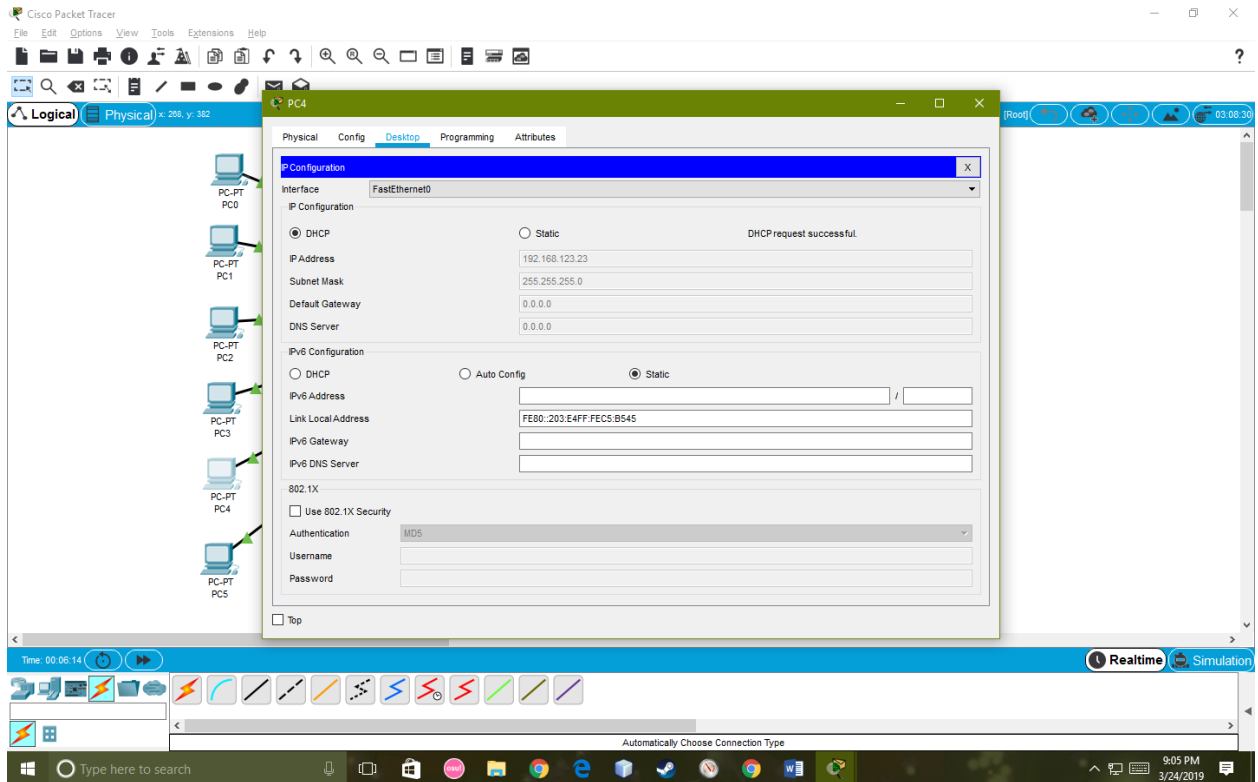 Cisco Packet Tracer
File Edit Options View Tools Extensions Help
?
Logical Physical x: 268, y: 382 [Root] 03:08:30
PC4
Physical Config Desktop Programming Attributes
IP Configuration X
Interface FastEthernet0
IP Configuration
DHCP Static DHCP request successful.
IP Address 192.168.123.23
Subnet Mask 255.255.255.0
Default Gateway 0.0.0.0
DNS Server 0.0.0.0
IPv6 Configuration
DHCP Auto Config Static
IPv6 Address /
Link Local Address FE80::203:E4FF:FEC5:B545
IPv6 Gateway
IPv6 DNS Server
802.1X
Use 802.1X Security
Authentication MD5
Username
Password
Top
PC-PT
PC0
PC-PT
PC1
PC-PT
PC2
PC-PT
PC3
PC-PT
PC4
PC-PT
PC5
Time: 00:06:14 Realtime Simulation
Automatically Choose Connection Type
Type here to search osu! 9:05 PM
3/24/2019